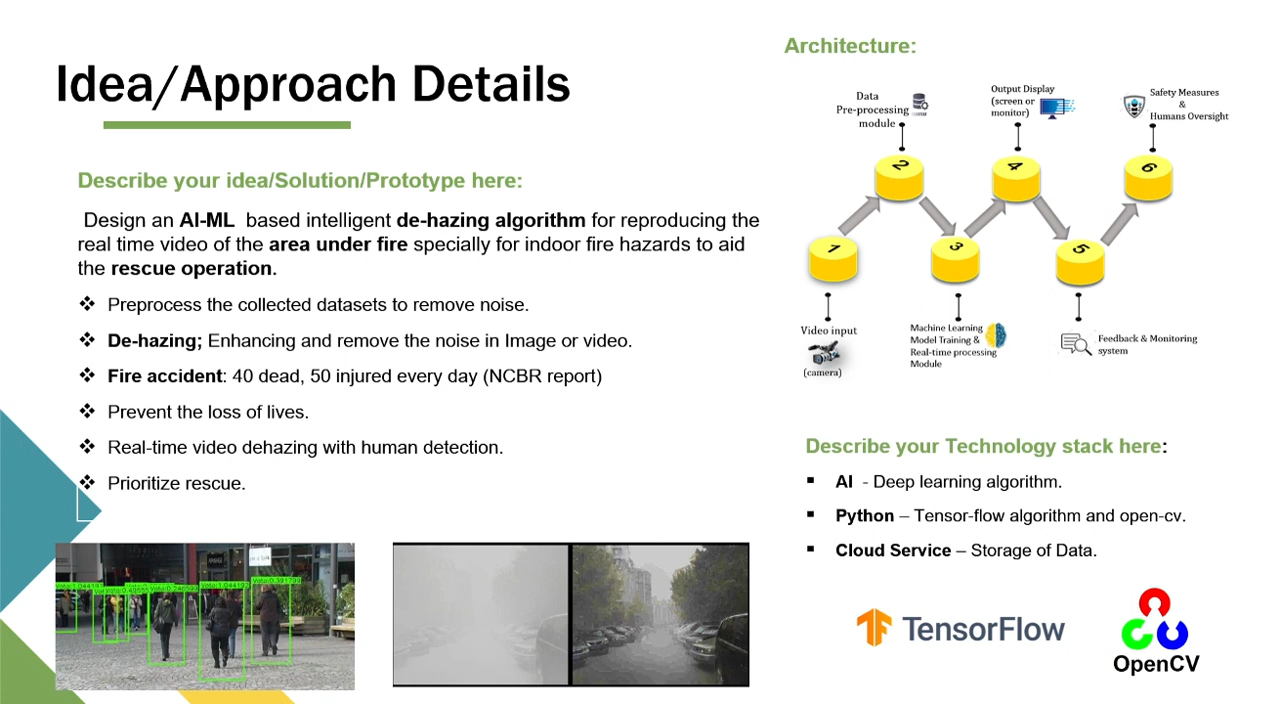 Idea/Approach Details
Describe your idea/Solution/Prototype here:
Design an AI-ML based intelligent de-hazing algorithm for reproducing the
real time video of the area under fire specially for indoor fire hazards to aid
the rescue operation.
❖ Preprocess the collected datasets to remove noise.
❖ De-hazing; Enhancing and remove the noise in Image or video.
❖ Fire accident: 40 dead, 50 injured every day (NCBR report)
❖ Prevent the loss of lives.
❖ Real-time video dehazing with human detection.
❖ Prioritize rescue.
Architecture:
Data
Pre-processing
module
Output Display
(screen or
monitor)
Safety Measures
&
Humans Oversight
2
4
6
1
3
5
Video input
(camera)
Machine Learning
Model Training &
Real-time processing
Module
Feedback & Monitoring
system
Describe your Technology stack here:
▪ AI - Deep learning algorithm.
▪ Python – Tensor-flow algorithm and open-cv.
▪ Cloud Service – Storage of Data.
TensorFlow
OpenCV